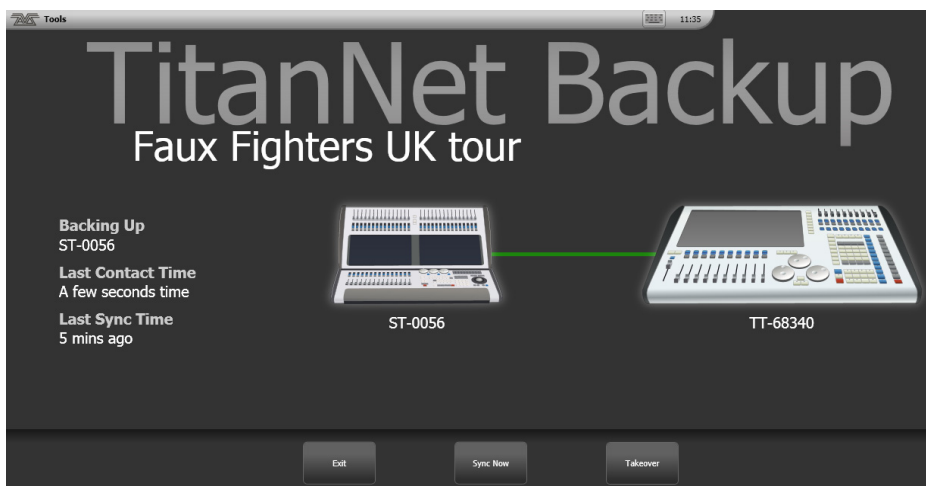 Tools
11:35
TitanNet Backup
Faux Fighters UK tour
Backing Up
ST-0056
Last Contact Time
A few seconds time
Last Sync Time
5 mins ago
ST-0056
TT-68340
Exit
Sync Now
Takeover